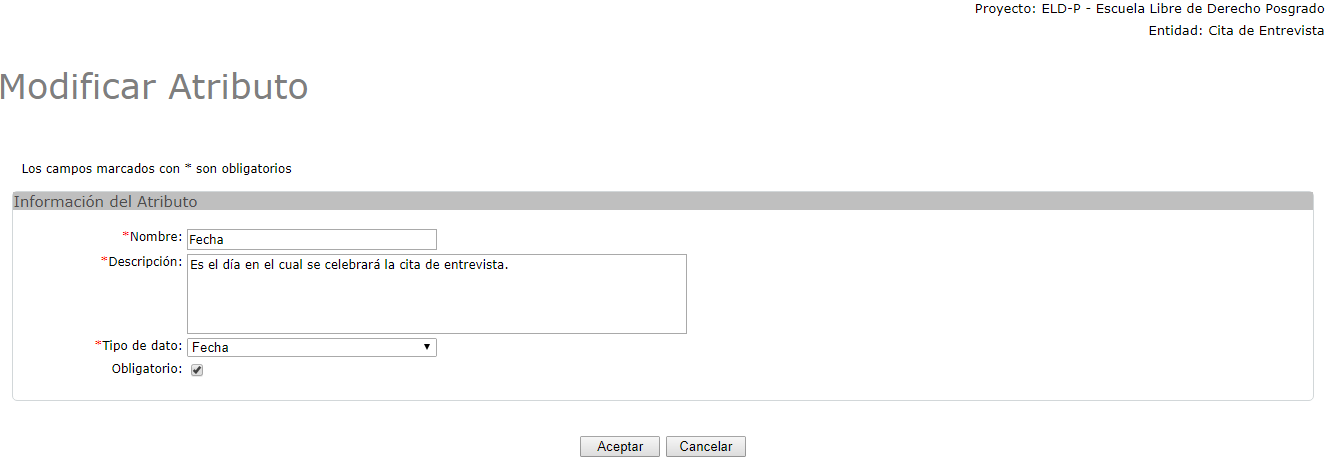 Proyecto: ELD-P - Escuela Libre de Derecho Posgrado
Entidad: Cita de Entrevista
Modificar Atributo
Los campos marcados con * son obligatorios
Información del Atributo
*Nombre: Fecha
*Descripción: Es el día en el cual se celebrará la cita de entrevista.
*Tipo de dato: Fecha
Obligatorio:
Aceptar Cancelar